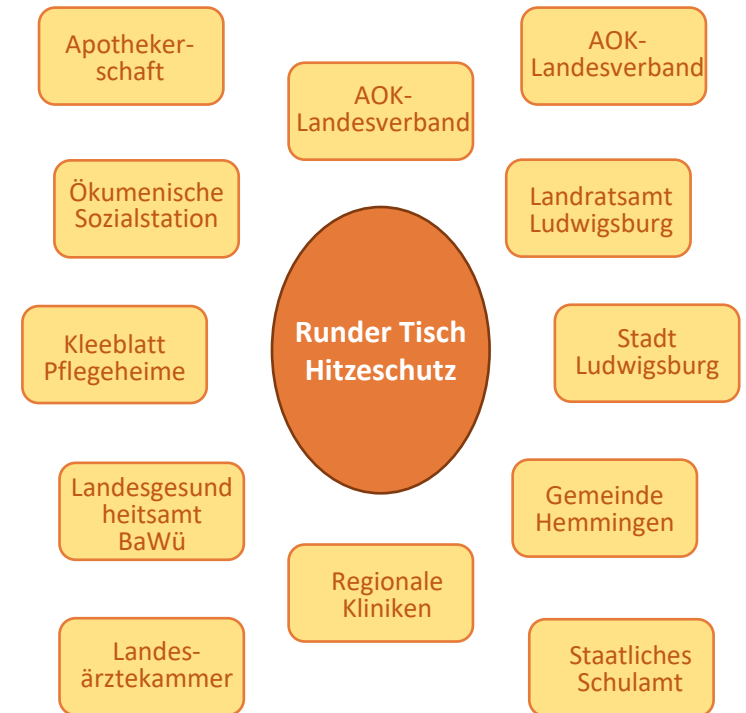 Apotheker-
schaft
AOK-
Landesverband
AOK-
Landesverband
Ökumenische
Sozialstation
Landratsamt
Ludwigsburg
Runder Tisch
Hitzeschutz
Kleeblatt
Pflegeheime
Stadt
Ludwigsburg
Landesgesund
heitsamt
BaWü
Gemeinde
Hemmingen
Regionale
Kliniken
Landes-
ärztekammer
Staatliches
Schulamt